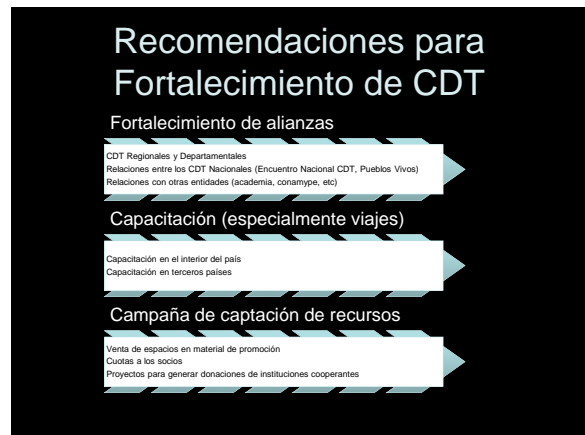 Recomendaciones para
Fortalecimiento de CDT
Fortalecimiento de alianzas
CDT Regionales y Departamentales
Relaciones entre los CDT Nacionales (Encuentro Nacional CDT, Pueblos Vivos)
Relaciones con otras entidades (academia, conamype, etc)
Capacitación (especialmente viajes)
Capacitación en el interior del país
Capacitación en terceros países
Campaña de captación de recursos
Venta de espacios en material de promoción
Cuotas a los socios
Proyectos para generar donaciones de instituciones cooperantes